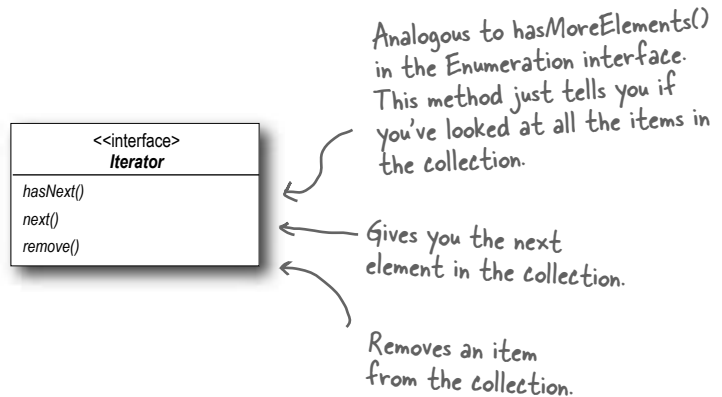 Analogous to hasMoreElements()
in the Enumeration interface.
This method just tells you if
you've looked at all the items in
the collection.
<<interface>
Iterator
hasNext()
next()
remove()
Gives you the next
element in the collection.
Removes an item
from the collection.